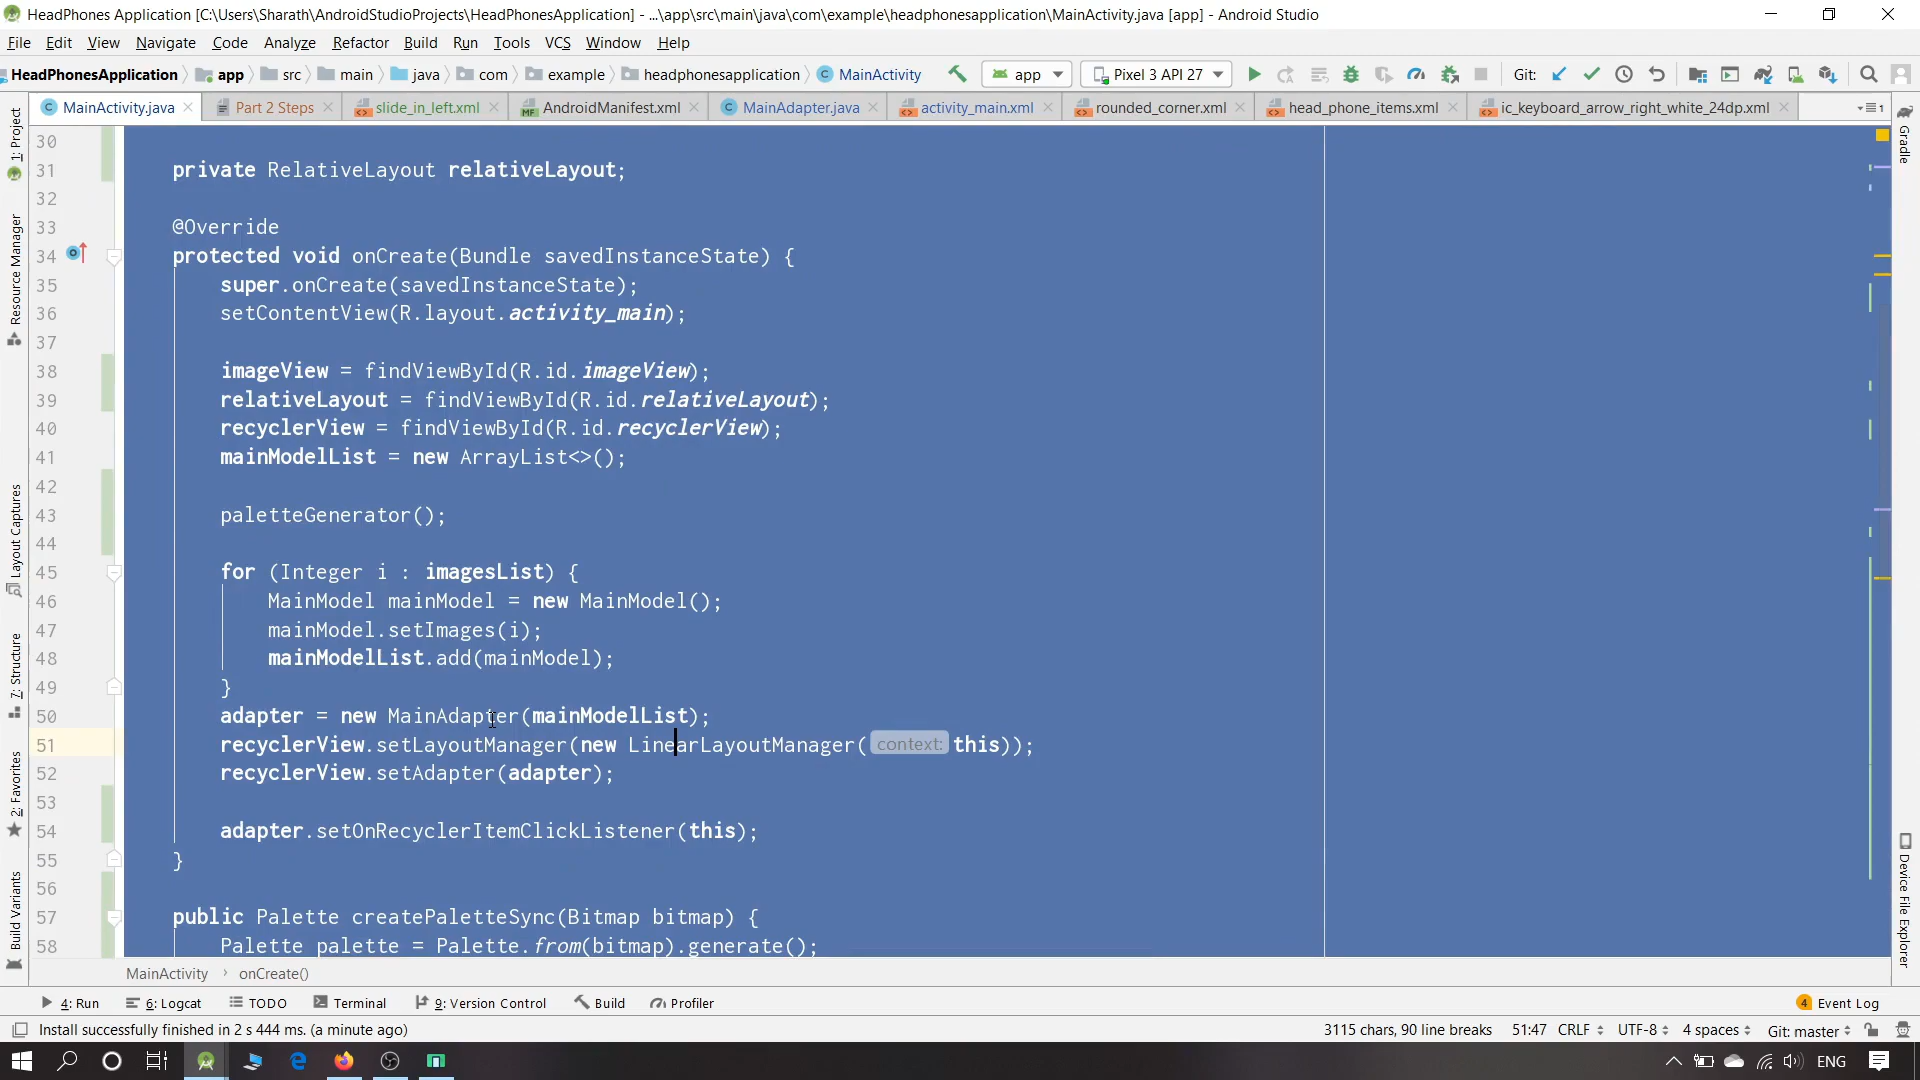 HeadPhones Application [C:\Users\Sharath\AndroidStudioProjects\HeadPhonesApplication] - ...\app\src\main\java\com\example\headphonesapplication\MainActivity.java [app] - Android Studio
File Edit View Navigate Code Analyze Refactor Build Run Tools VCS Window Help
HeadPhonesApplication app src main java com example headphonesapplication MainActivity app Pixel 3 API 27 Git:
MainActivity.java Part 2 Steps slide_in_left.xml AndroidManifest.xml MainAdapter.java activity_main.xml rounded_corner.xml head_phone_items.xml ic_keyboard_arrow_right_white_24dp.xml
1: Project
Resource Manager
Layout Captures
7: Structure
2: Favorites
Build Variants
30
31 private RelativeLayout relativeLayout;
32
33 @Override
34 protected void onCreate(Bundle savedInstanceState) {
35 super.onCreate(savedInstanceState);
36 setContentView(R.layout.activity_main);
37
38 imageView = findViewById(R.id.imageView);
39 relativeLayout = findViewById(R.id.relativeLayout);
40 recyclerView = findViewById(R.id.recyclerView);
41 mainModelList = new ArrayList<>();
42
43 paletteGenerator();
44
45 for (Integer i : imagesList) {
46 MainModel mainModel = new MainModel();
47 mainModel.setImages(i);
48 mainModelList.add(mainModel);
49 }
50 adapter = new MainAdapter(mainModelList);
51 recyclerView.setLayoutManager(new LinearLayoutManager( context: this));
52 recyclerView.setAdapter(adapter);
53
54 adapter.setOnRecyclerItemClickListener(this);
55 }
56
57 public Palette createPaletteSync(Bitmap bitmap) {
58 Palette palette = Palette.from(bitmap).generate();
Gradle
Device File Explorer
MainActivity › onCreate()
4: Run 6: Logcat TODO Terminal 9: Version Control Build Profiler 4 Event Log
Install successfully finished in 2 s 444 ms. (a minute ago) 3115 chars, 90 line breaks 51:47 CRLF UTF-8 4 spaces Git: master
ENG